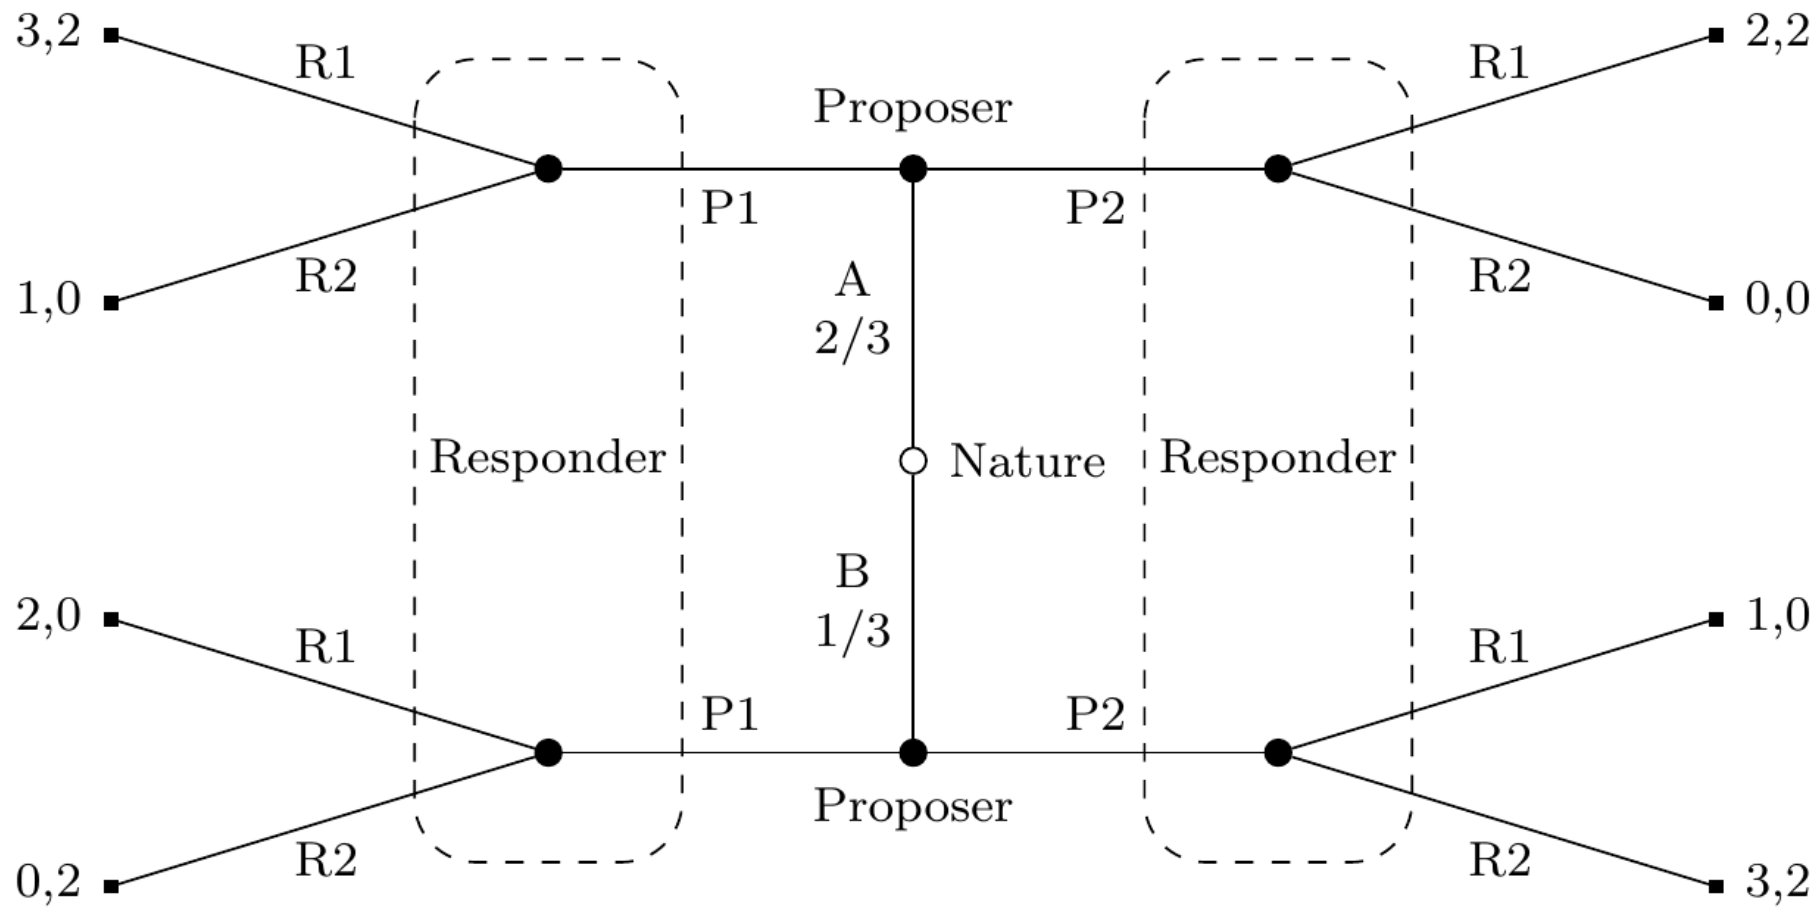 3,2
R1
Proposer
R1
2,2
P1
P2
R2
R2
1,0
0,0
A
2/3
Responder
Nature
Responder
B
1/3
2,0
R1
R1
1,0
P1
P2
Proposer
R2
R2
0,2
3,2